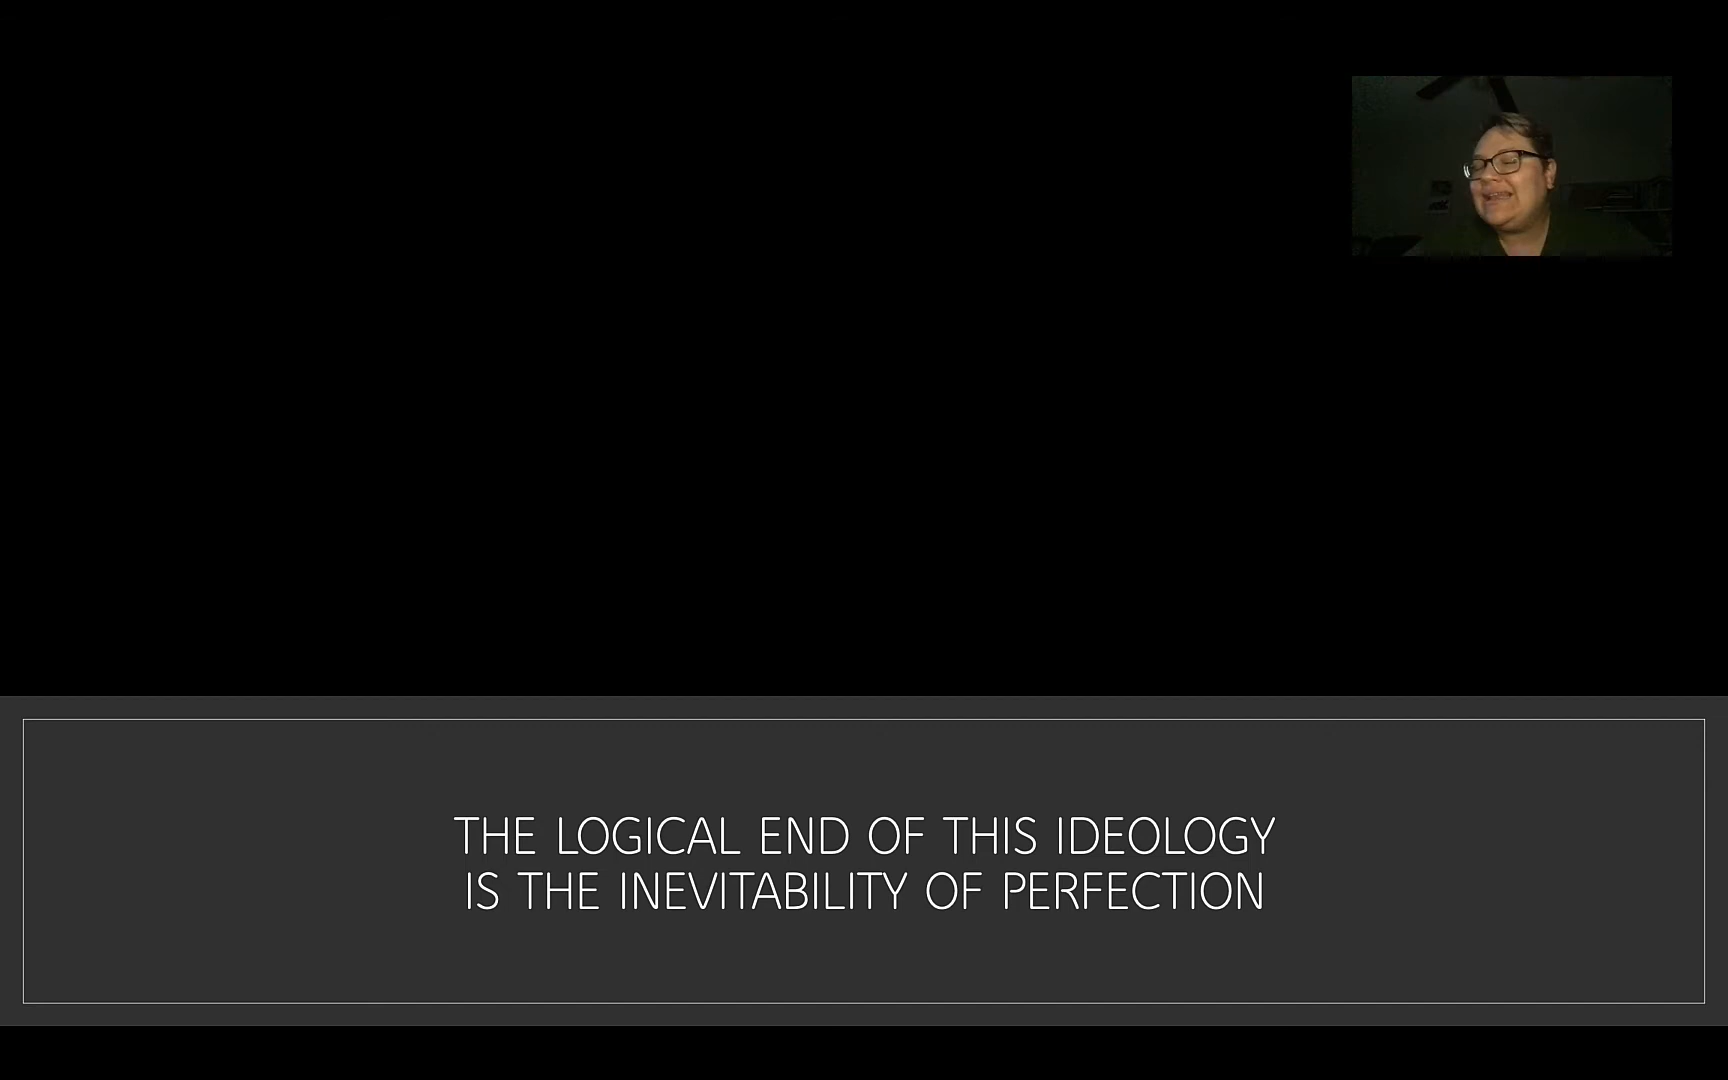 THE LOGICAL END OF THIS IDEOLOGY
IS THE INEVITABILITY OF PERFECTION